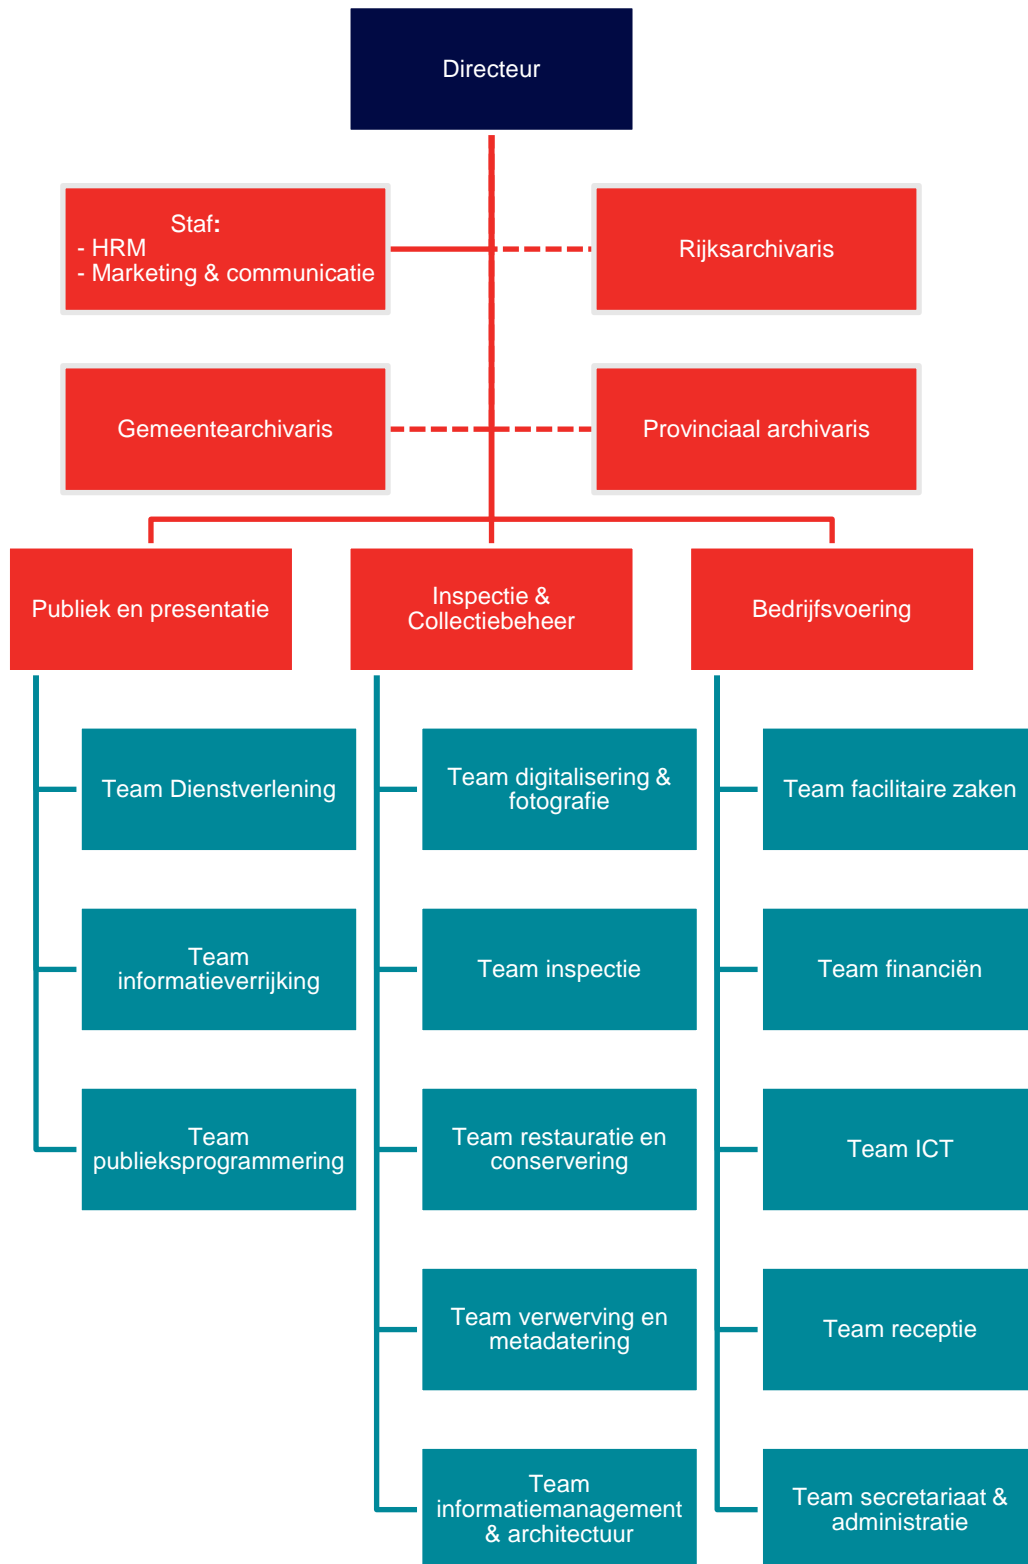 Directeur
Staf:
- HRM
- Marketing & communicatie
Rijksarchivaris
Gemeentearchivaris
Provinciaal archivaris
Publiek en presentatie
Inspectie &
Collectiebeheer
Bedrijfsvoering
Team Dienstverlening
Team
informatieverrijking
Team
publieksprogrammering
Team digitalisering &
fotografie
Team inspectie
Team restauratie en
conservering
Team verwerving en
metadatering
Team
informatiemanagement
& architectuur
Team facilitaire zaken
Team financiën
Team ICT
Team receptie
Team secretariaat &
administratie